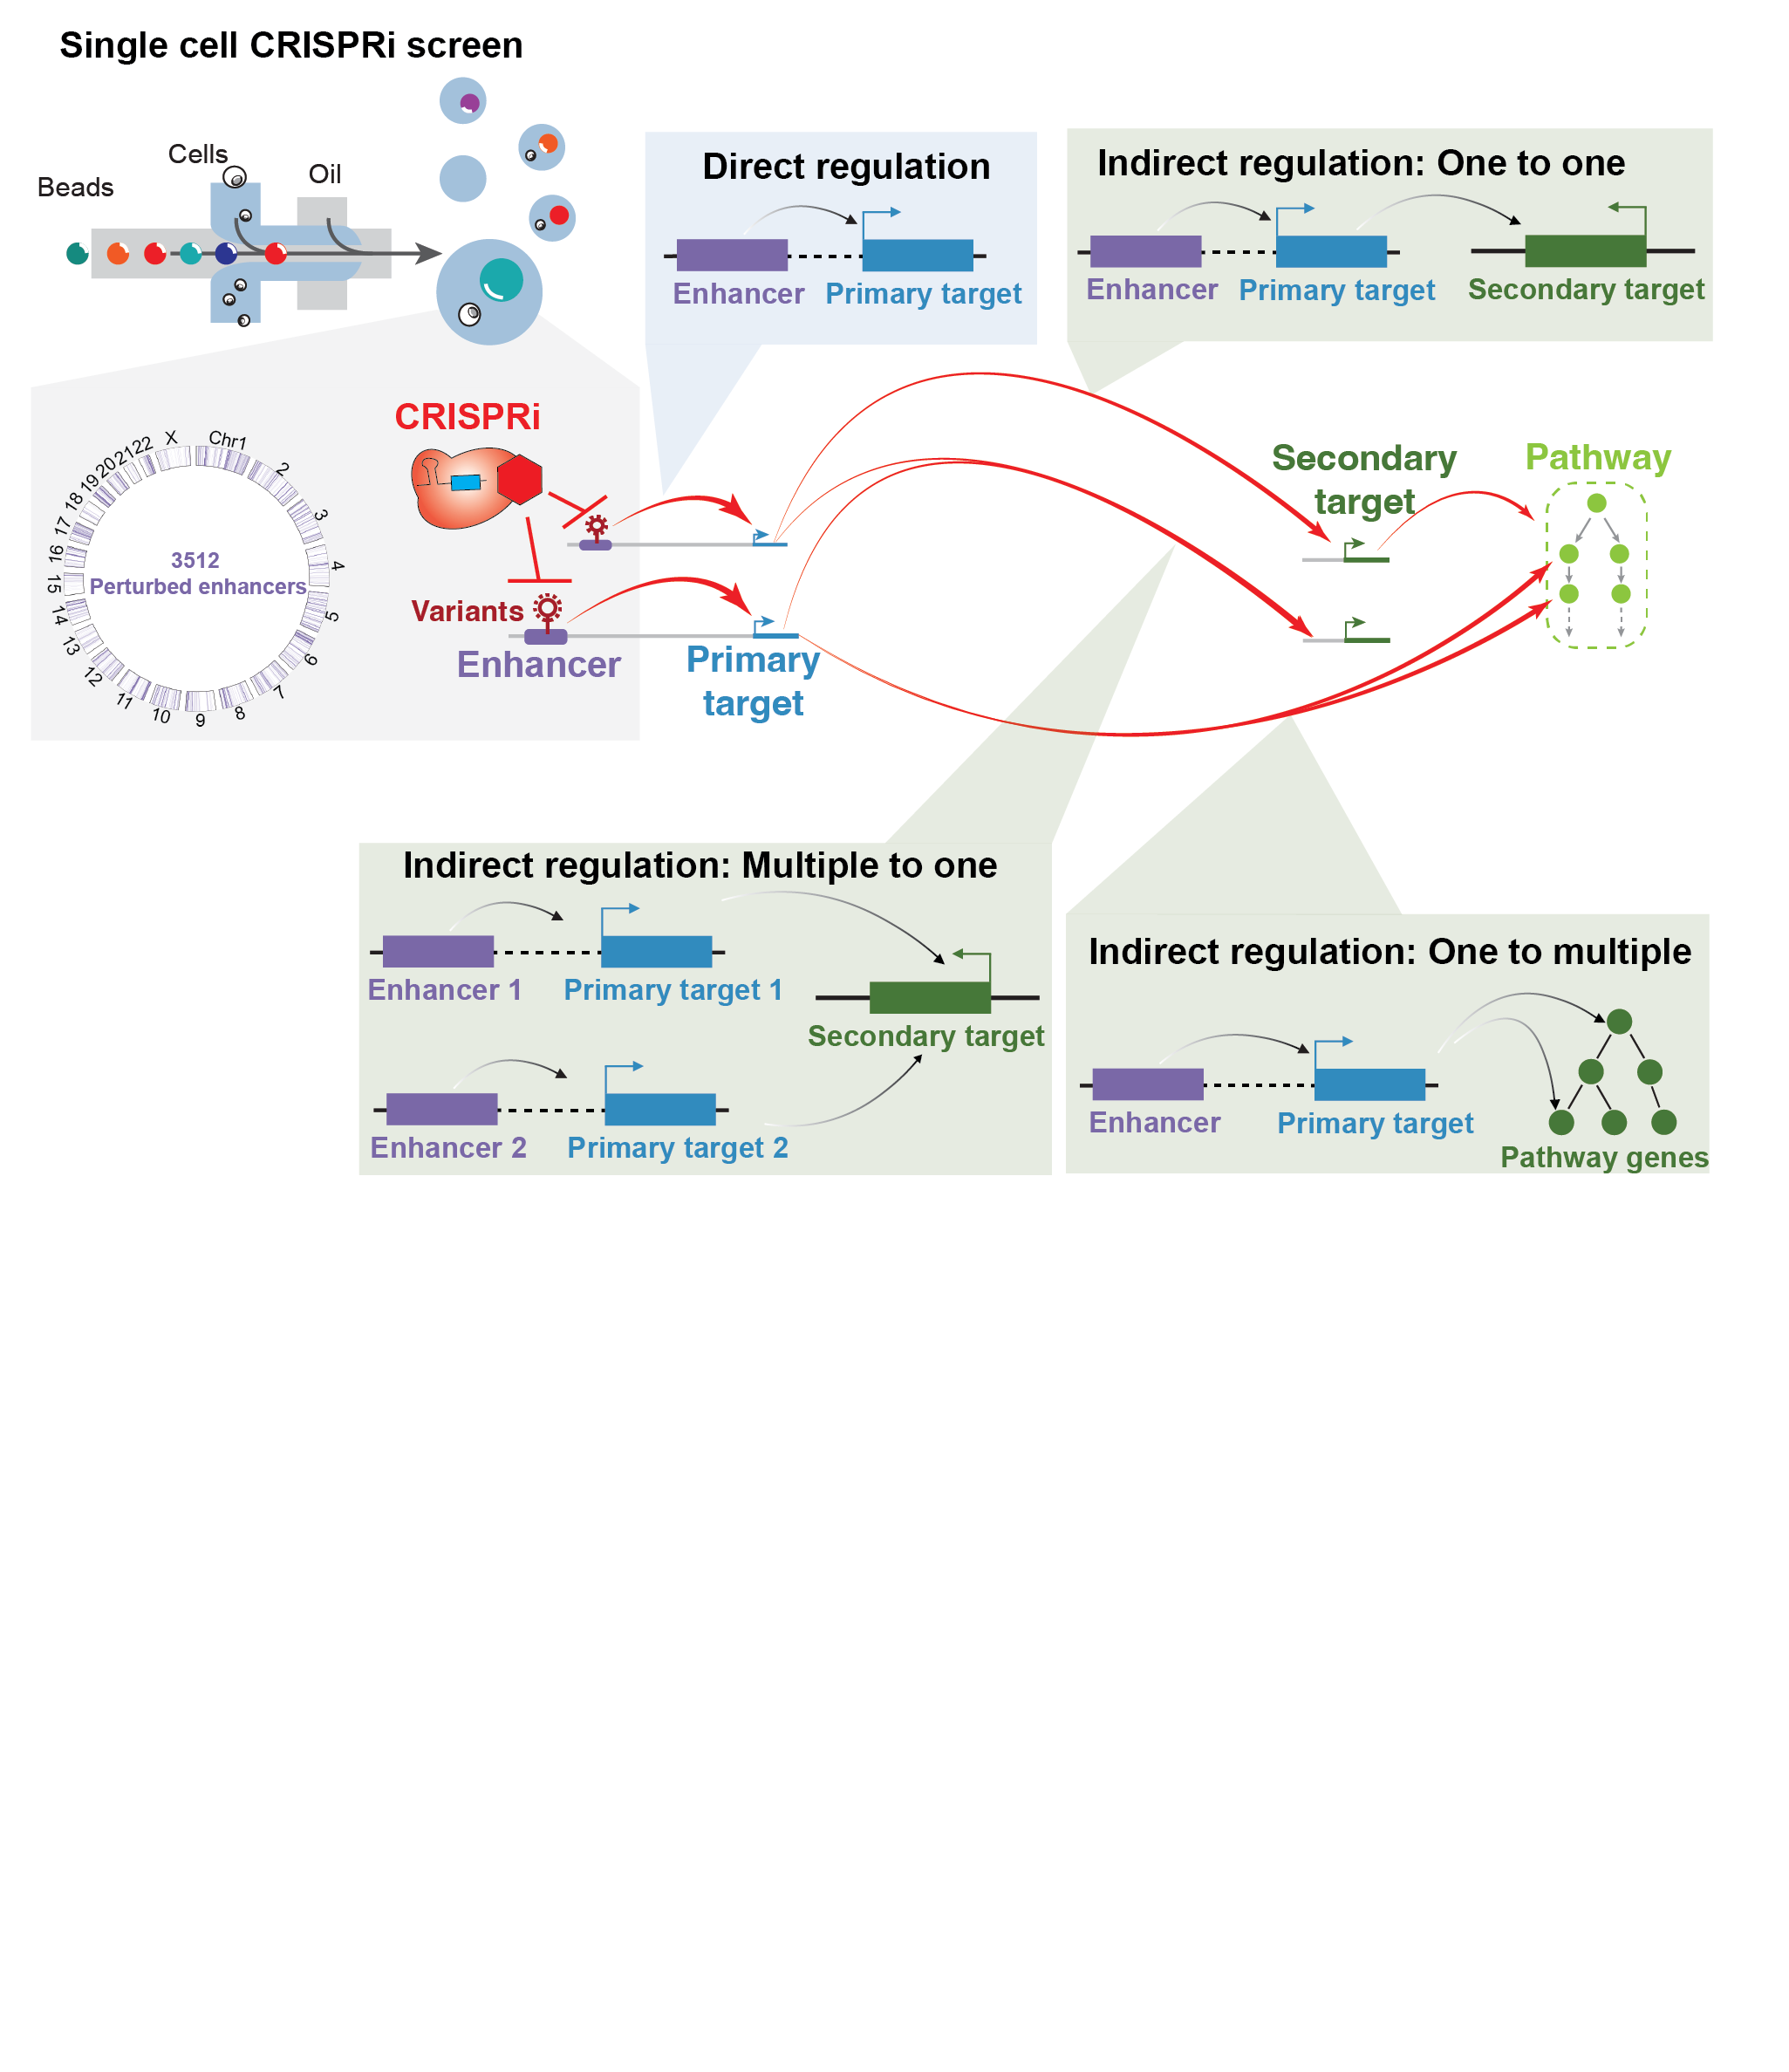 Single cell CRISPRi screen
Cells
Oil
Beads
Direct regulation
Enhancer
Primary target
Indirect regulation: One to one
Enhancer
Primary target
Secondary target
CRISPRi
Chr1
2
3
4
5
6
7
8
9
10
11
12
13
14
15
16
17
18
19
20
21
22
X
3512
Perturbed enhancers
Variants
Enhancer
Primary
target
Secondary
target
Pathway
Indirect regulation: Multiple to one
Enhancer 1
Primary target 1
Secondary target
Enhancer 2
Primary target 2
Indirect regulation: One to multiple
Enhancer
Primary target
Pathway genes